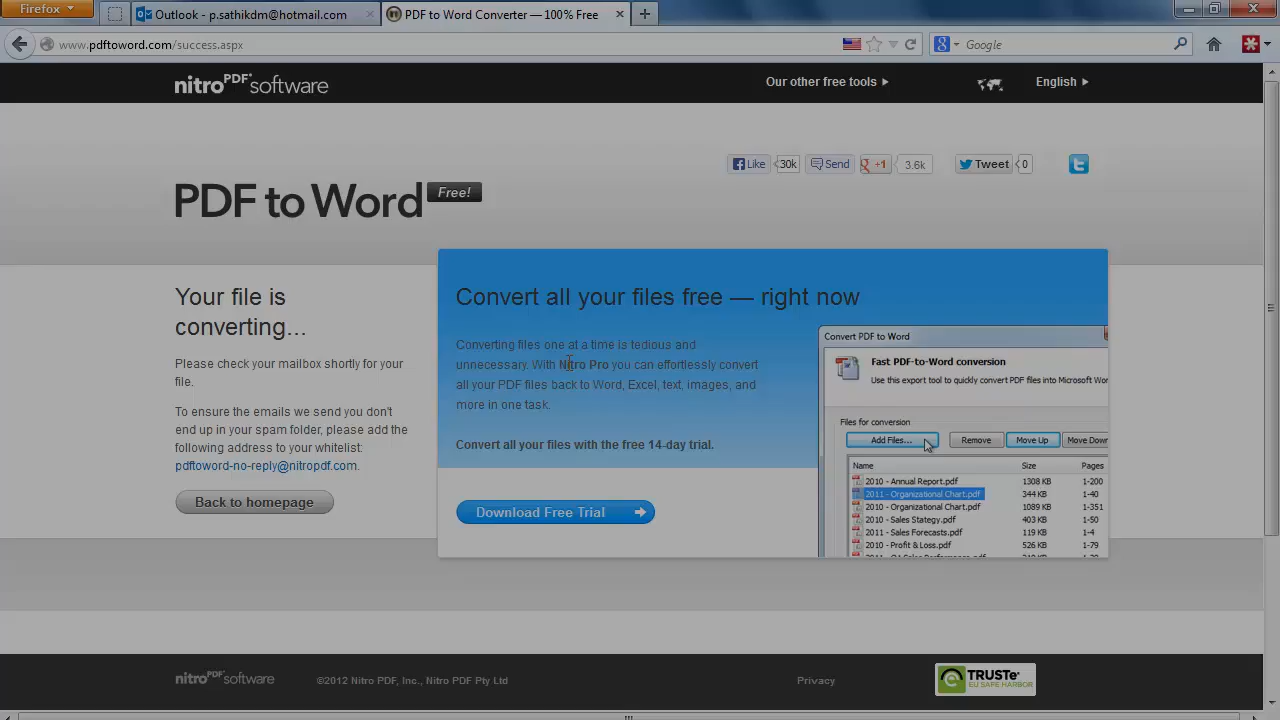 Firefox
Outlook - p.sathikdm@hotmail.com
PDF to Word Converter — 100% Free
www.pdftoword.com/success.aspx
Google
nitroPDF software
Our other free tools
English
Like 30k
Send
+1 3.6k
Tweet 0
PDF to Word Free!
Your file is
converting...
Please check your mailbox shortly for your
file.
To ensure the emails we send you don't
end up in your spam folder, please add the
following address to your whitelist:
pdftoword-no-reply@nitropdf.com.
Back to homepage
Convert all your files free — right now
Converting files one at a time is tedious and
unnecessary. With Nitro Pro you can effortlessly convert
all your PDF files back to Word, Excel, text, images, and
more in one task.
Convert all your files with the free 14-day trial.
Download Free Trial
Convert PDF to Word
Fast PDF-to-Word conversion
Use this export tool to quickly convert PDF files into Microsoft Wor
Files for conversion
Add Files...
Remove
Move Up
Move Down
Name Size Pages
2010 - Annual Report.pdf 1308 KB 1-200
2011 - Organizational Chart.pdf 344 KB 1-40
2010 - Organizational Chart.pdf 1089 KB 1-351
2010 - Sales Stategy.pdf 403 KB 1-50
2011 - Sales Forecasts.pdf 119 KB 1-4
2010 - Profit & Loss.pdf 526 KB 1-79
nitroPDF software
©2012 Nitro PDF, Inc., Nitro PDF Pty Ltd
Privacy
TRUSTe
EU SAFE HARBOR